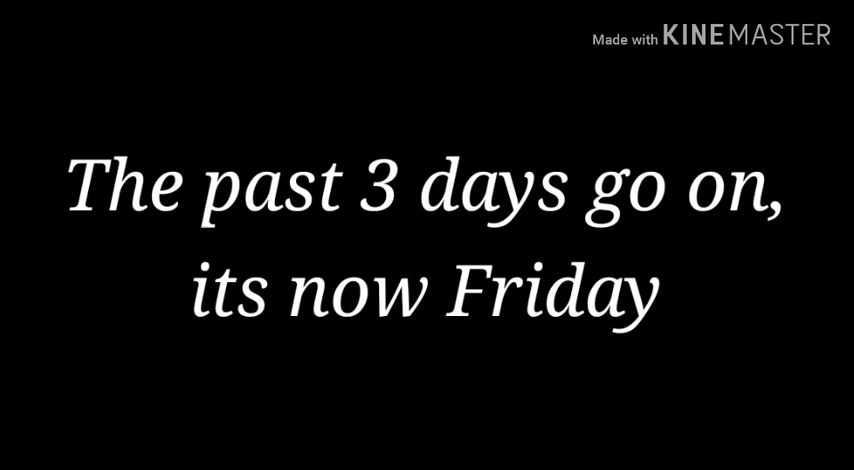 Made with KINEMASTER
The past 3 days go on,
its now Friday